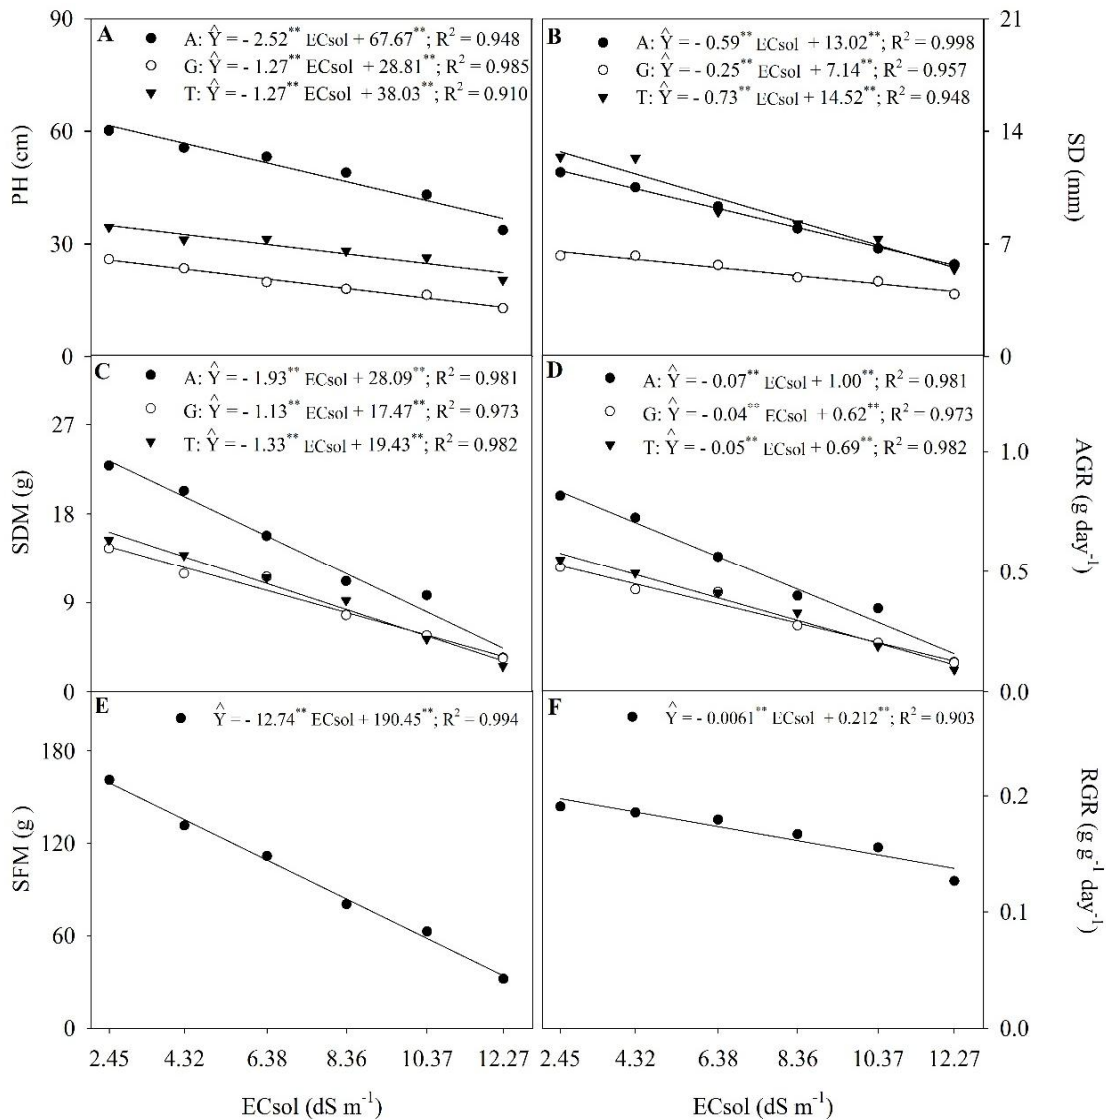 90
60
30
0
PH (cm)
A
A: Ŷ = - 2.52** ECsol + 67.67**; R² = 0.948
G: Ŷ = - 1.27** ECsol + 28.81**; R² = 0.985
T: Ŷ = - 1.27** ECsol + 38.03**; R² = 0.910
B
A: Ŷ = - 0.59** ECsol + 13.02**; R² = 0.998
G: Ŷ = - 0.25** ECsol + 7.14**; R² = 0.957
T: Ŷ = - 0.73** ECsol + 14.52**; R² = 0.948
21
14
7
0
SD (mm)
27
18
9
0
SDM (g)
C
A: Ŷ = - 1.93** ECsol + 28.09**; R² = 0.981
G: Ŷ = - 1.13** ECsol + 17.47**; R² = 0.973
T: Ŷ = - 1.33** ECsol + 19.43**; R² = 0.982
D
A: Ŷ = - 0.07** ECsol + 1.00**; R² = 0.981
G: Ŷ = - 0.04** ECsol + 0.62**; R² = 0.973
T: Ŷ = - 0.05** ECsol + 0.69**; R² = 0.982
1.0
0.5
0.0
AGR (g day⁻¹)
180
120
60
0
SFM (g )
E
Ŷ = - 12.74** ECsol + 190.45**; R² = 0.994
F
Ŷ = - 0.0061** ECsol + 0.212**; R² = 0.903
0.2
0.1
0.0
RGR (g g⁻¹ day⁻¹)
2.45 4.32 6.38 8.36 10.37 12.27
ECsol (dS m⁻¹)
2.45 4.32 6.38 8.36 10.37 12.27
ECsol (dS m⁻¹)